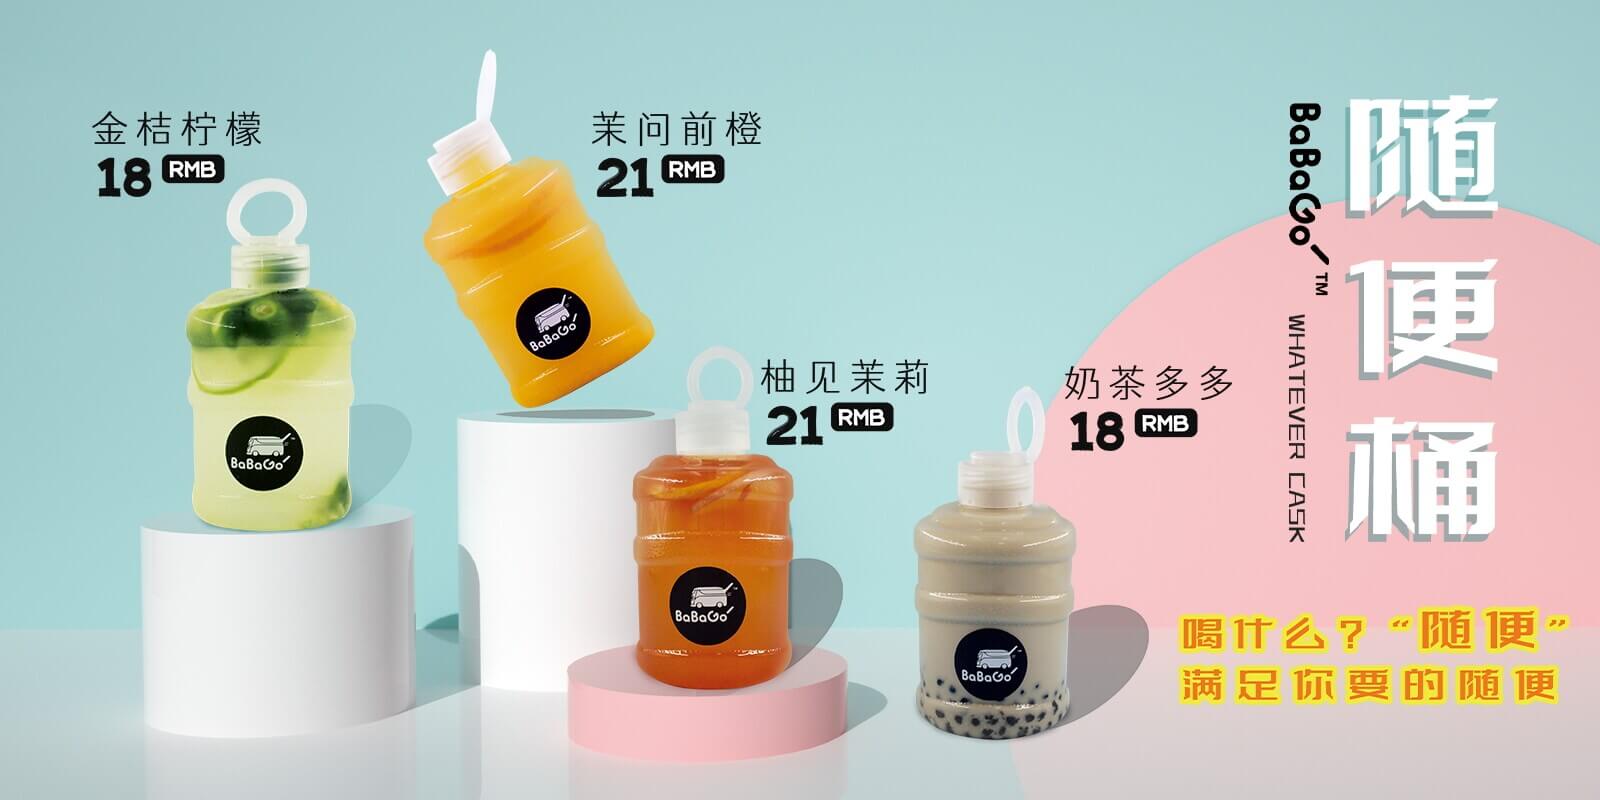 金桔柠檬
18 RMB
茉问前橙
21 RMB
柚见茉莉
21 RMB
奶茶多多
18 RMB
BaBaGo
BaBaGo
BaBaGo
BaBaGo
BaBaGo™
WHATEVER CASK
随便桶
喝什么？“随便”
满足你要的随便